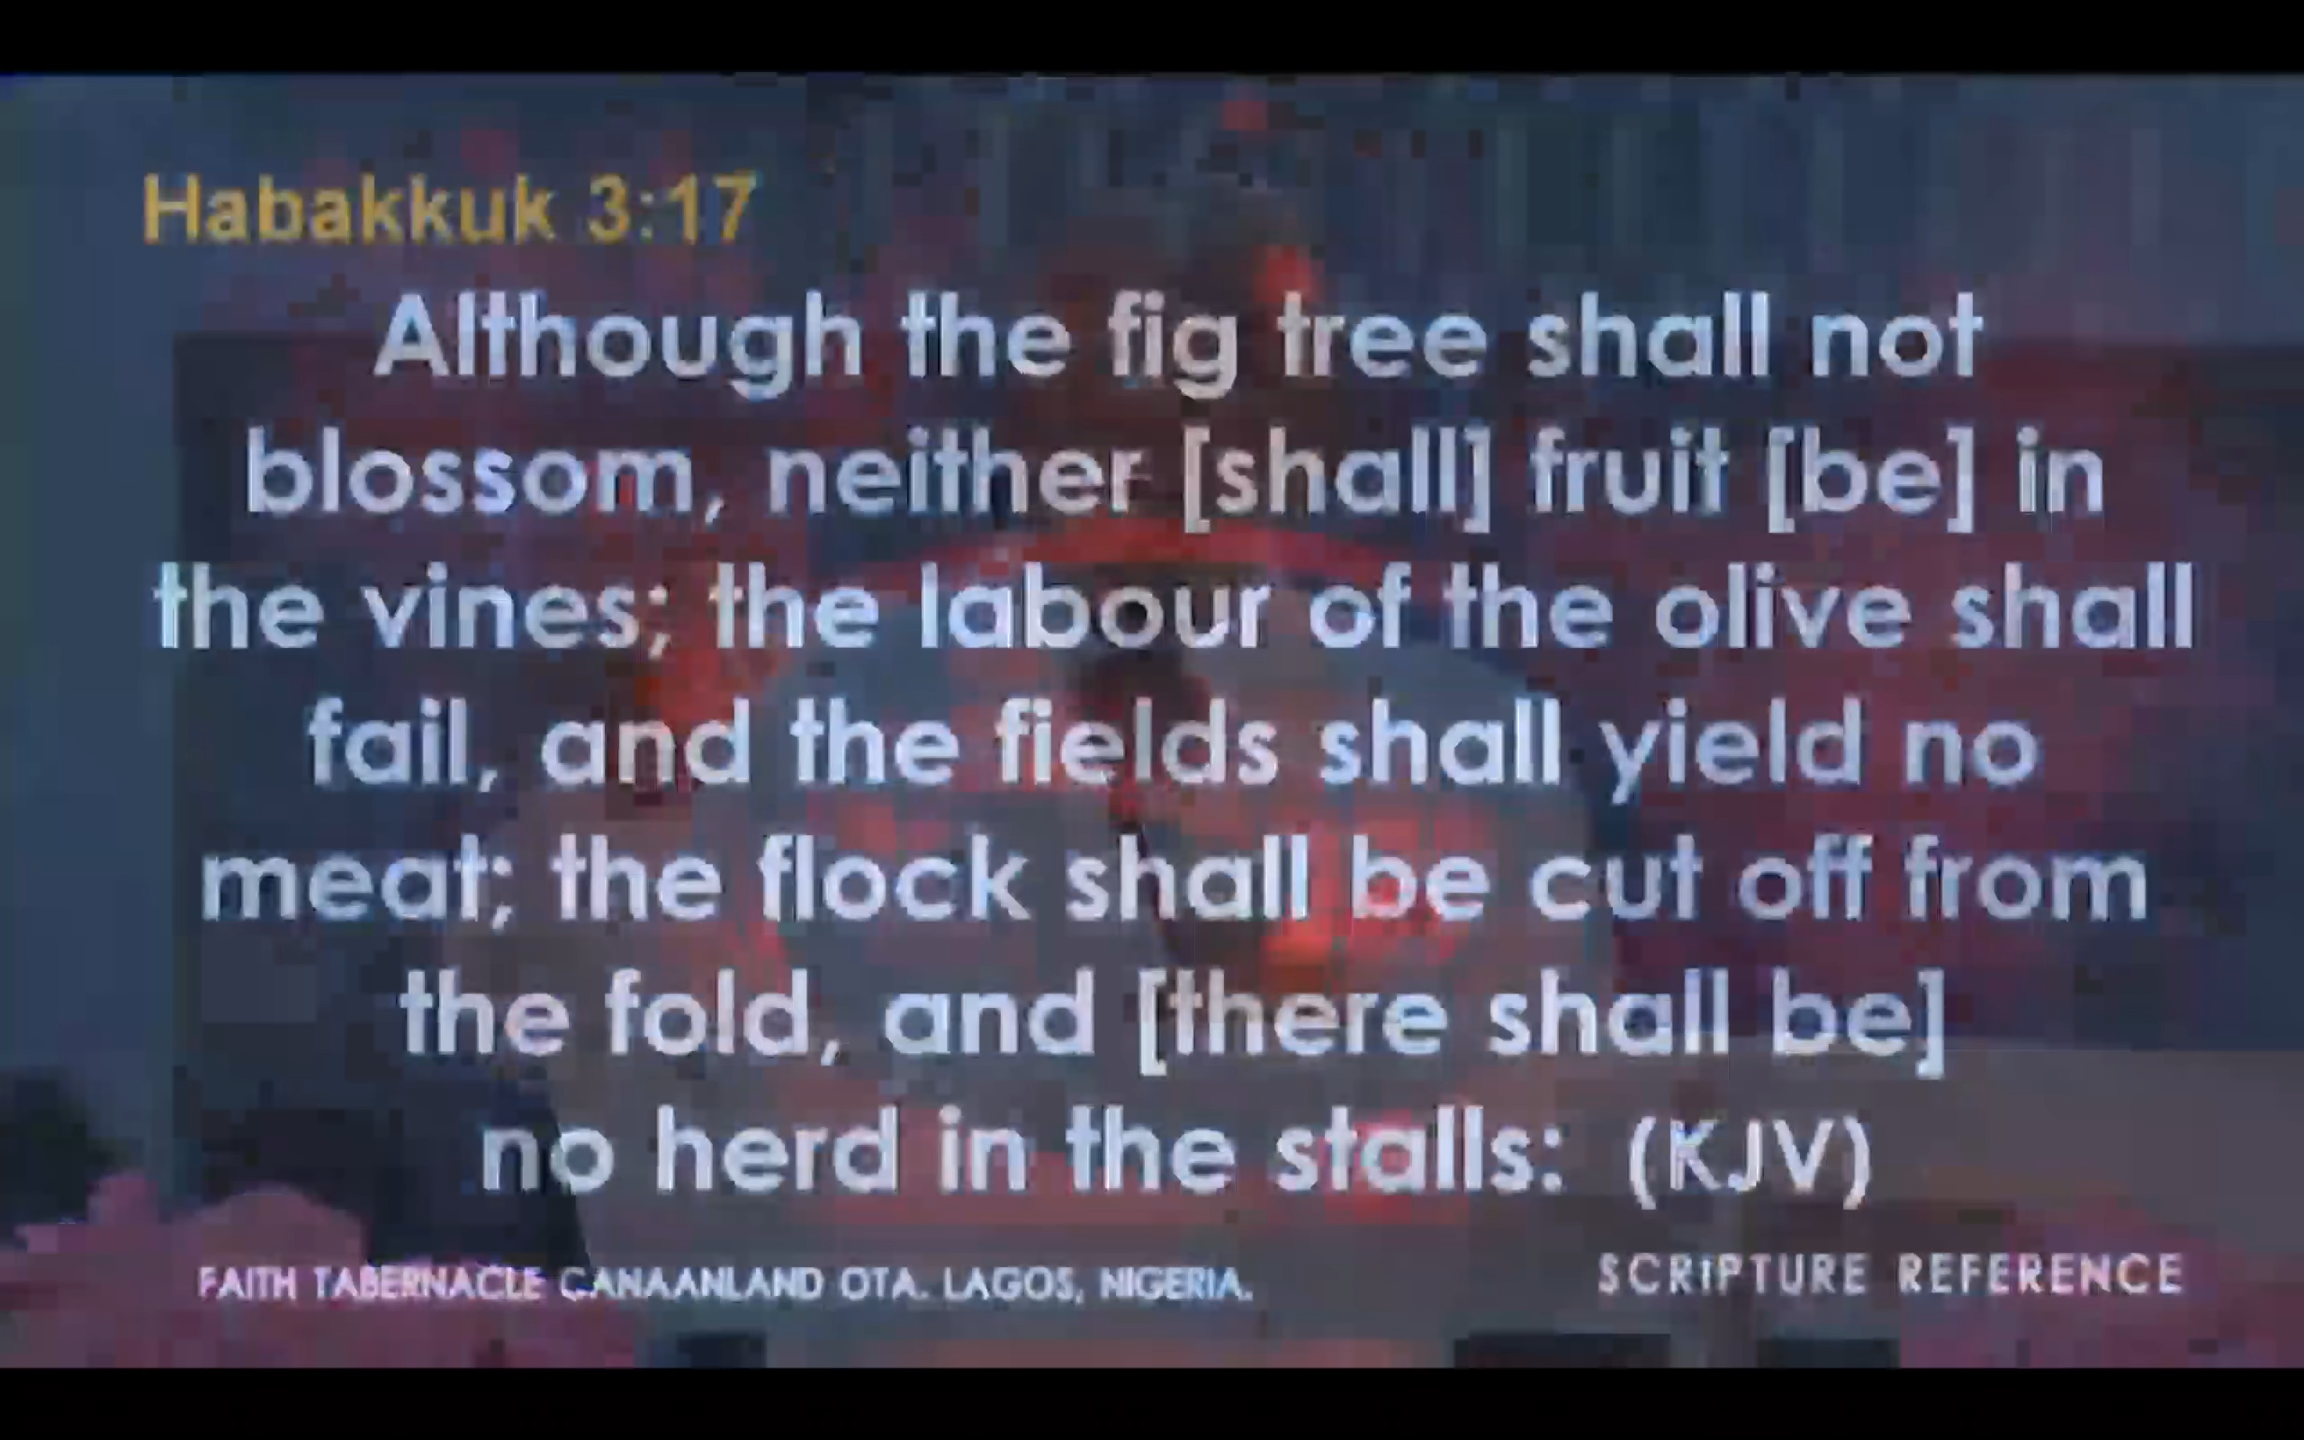 Habakkuk 3:17
Although the fig tree shall not
blossom, neither [shall] fruit [be] in
the vines; the labour of the olive shall
fail, and the fields shall yield no
meat; the flock shall be cut off from
the fold, and [there shall be]
no herd in the stalls: (KJV)
FAITH TABERNACLE CANAANLAND OTA. LAGOS, NIGERIA.
SCRIPTURE REFERENCE